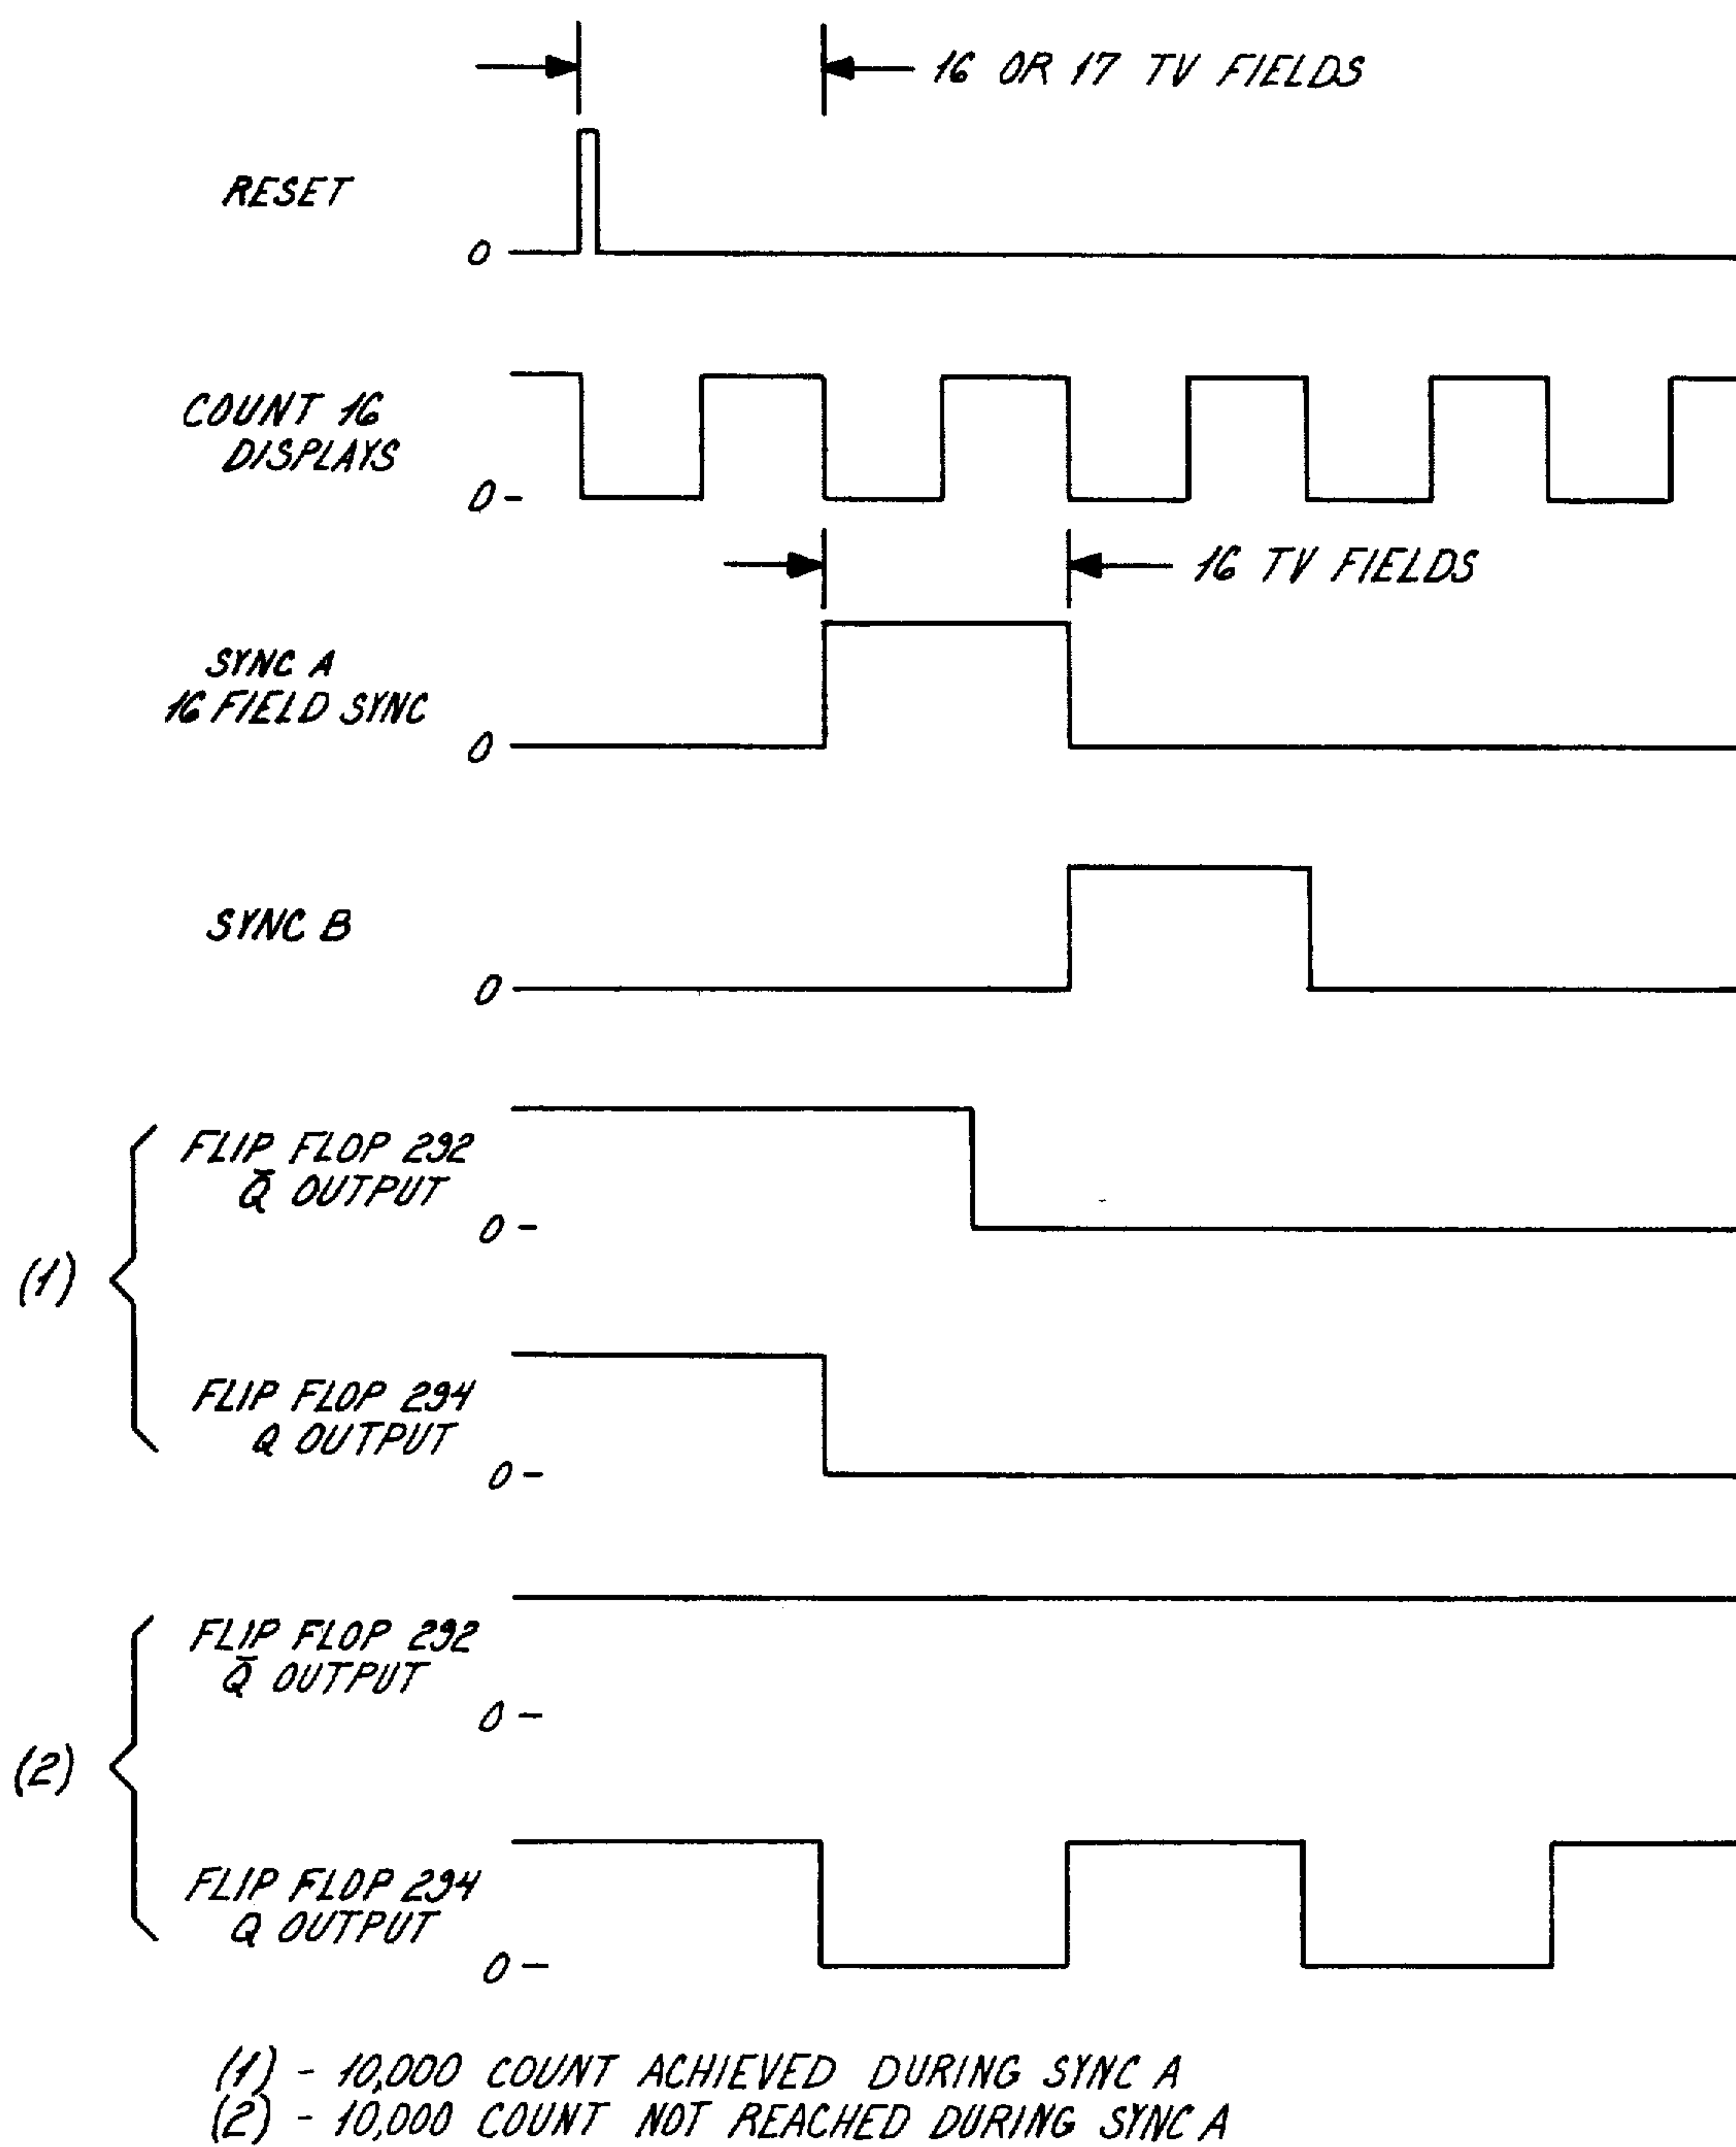 16 OR 17 TV FIELDS
RESET
0
COUNT 16
DISPLAYS
0
16 TV FIELDS
SYNC A
16 FIELD SYNC
0
SYNC B
0
(1)
FLIP FLOP 292
Q̄ OUTPUT
0
FLIP FLOP 294
Q OUTPUT
0
(2)
FLIP FLOP 292
Q̄ OUTPUT
0
FLIP FLOP 294
Q OUTPUT
0
(1) - 10,000 COUNT ACHIEVED DURING SYNC A
(2) - 10,000 COUNT NOT REACHED DURING SYNC A